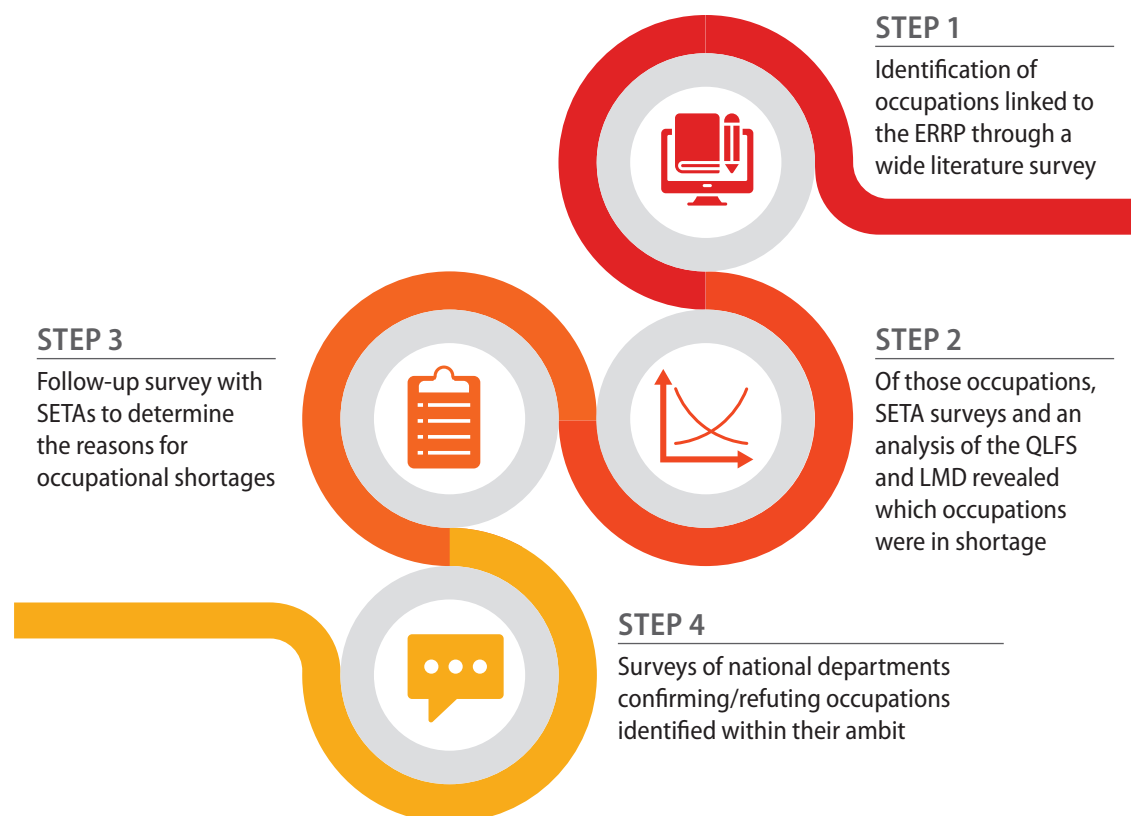 STEP 1
Identification of
occupations linked to
the ERRP through a
wide literature survey
STEP 2
Of those occupations,
SETA surveys and an
analysis of the QLFS
and LMD revealed
which occupations
were in shortage
STEP 3
Follow-up survey with
SETAs to determine
the reasons for
occupational shortages
STEP 4
Surveys of national departments
confirming/refuting occupations
identified within their ambit